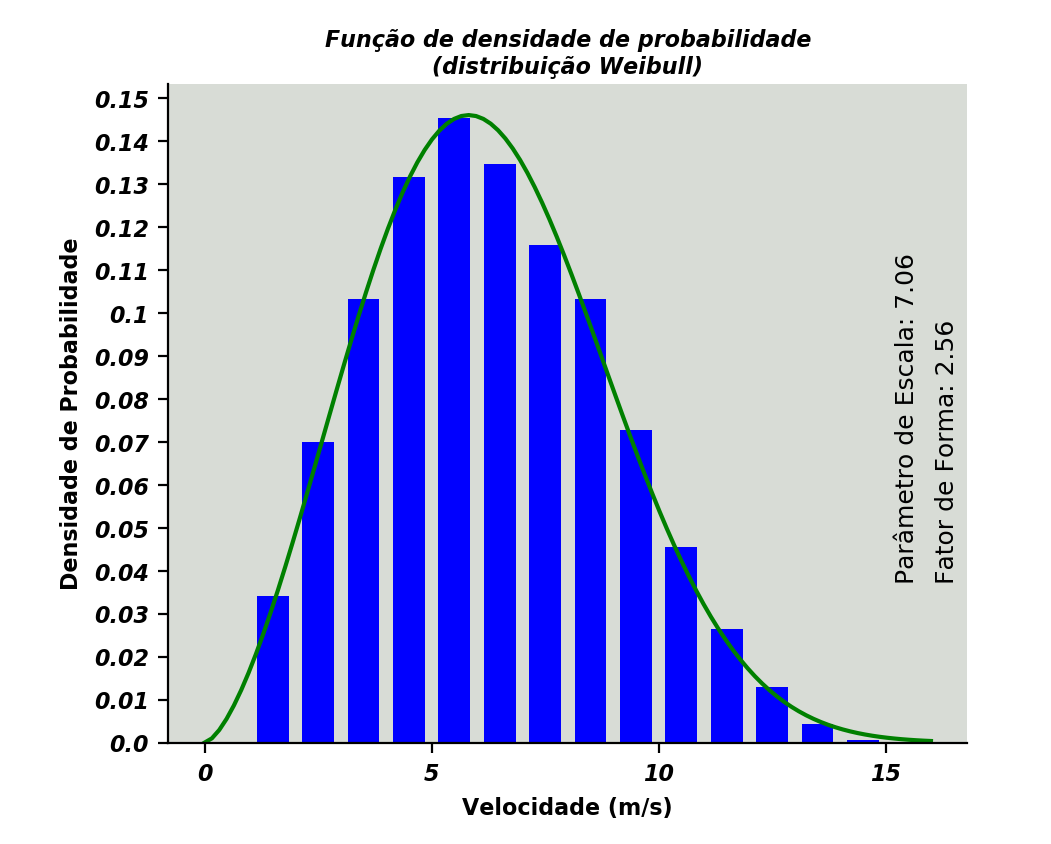 Função de densidade de probabilidade
(distribuição Weibull)
Densidade de Probabilidade
0.15
0.14
0.13
0.12
0.11
0.1
0.09
0.08
0.07
0.06
0.05
0.04
0.03
0.02
0.01
0.0
Parâmetro de Escala: 7.06
Fator de Forma: 2.56
0 5 10 15
Velocidade (m/s)